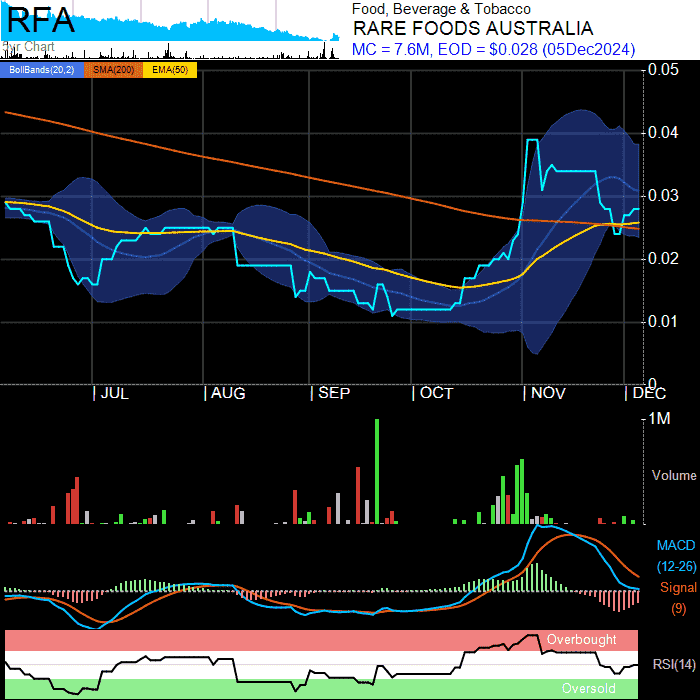 RFA
5yr Chart
Food, Beverage & Tobacco
RARE FOODS AUSTRALIA
MC = 7.6M, EOD = $0.028 (05Dec2024)
BollBands(20,2) SMA(200) EMA(50)
0.05
0.04
0.03
0.02
0.01
0
JUL AUG SEP OCT NOV DEC
1M
Volume
MACD
(12-26)
Signal
(9)
Overbought
RSI(14)
Oversold